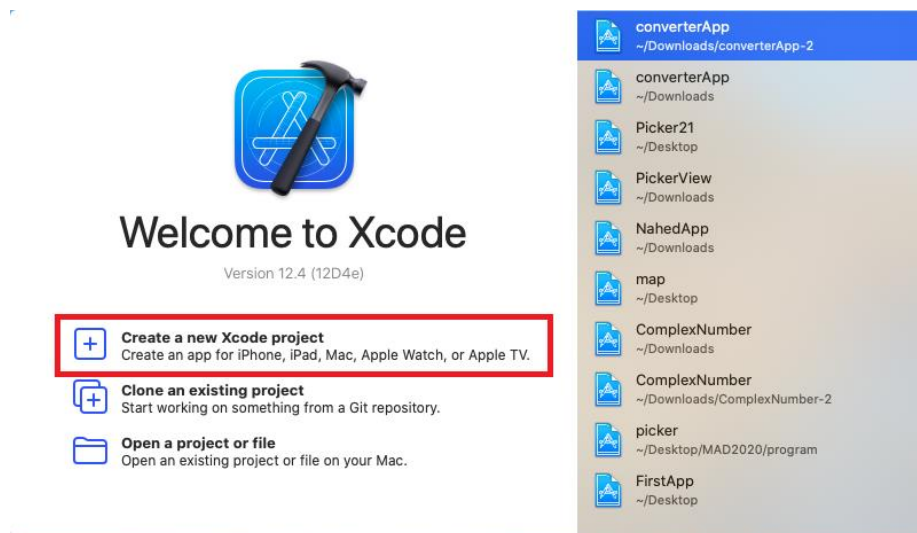 Welcome to Xcode
Version 12.4 (12D4e)
Create a new Xcode project
Create an app for iPhone, iPad, Mac, Apple Watch, or Apple TV.
Clone an existing project
Start working on something from a Git repository.
Open a project or file
Open an existing project or file on your Mac.
converterApp
~/Downloads/converterApp-2
converterApp
~/Downloads
Picker21
~/Desktop
PickerView
~/Downloads
NahedApp
~/Downloads
map
~/Desktop
ComplexNumber
~/Downloads
ComplexNumber
~/Downloads/ComplexNumber-2
picker
~/Desktop/MAD2020/program
FirstApp
~/Desktop